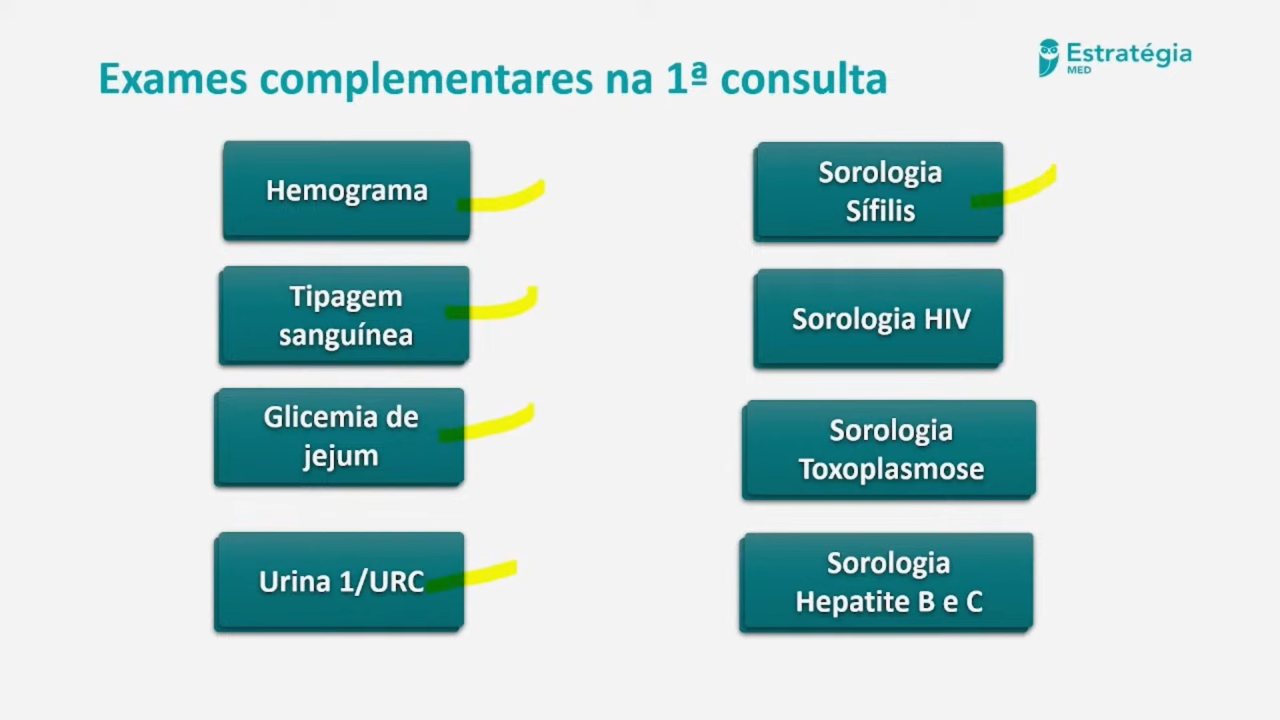 Exames complementares na 1ª consulta
Estratégia
MED
Hemograma
Tipagem
sanguínea
Glicemia de
jejum
Urina 1/URC
Sorologia
Sífilis
Sorologia HIV
Sorologia
Toxoplasmose
Sorologia
Hepatite B e C